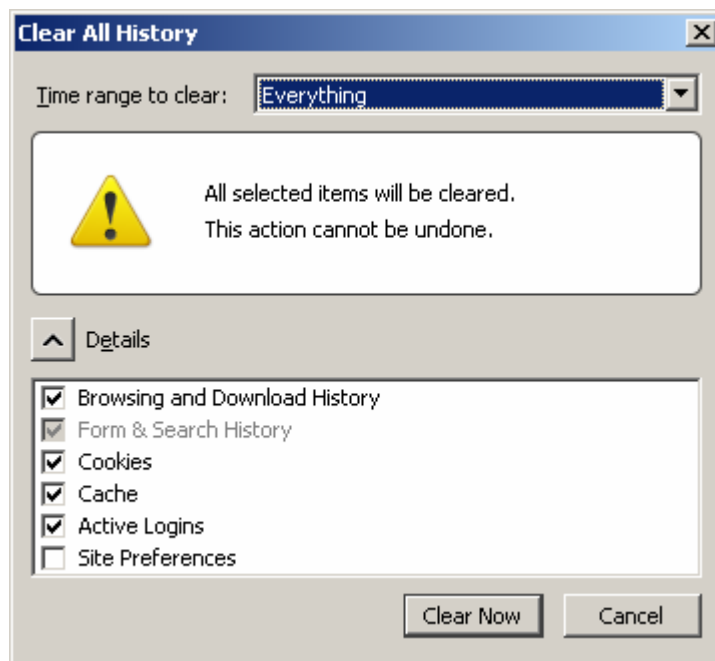 Clear All History
Time range to clear: Everything
All selected items will be cleared.
This action cannot be undone.
Details
Browsing and Download History
Form & Search History
Cookies
Cache
Active Logins
Site Preferences
Clear Now Cancel